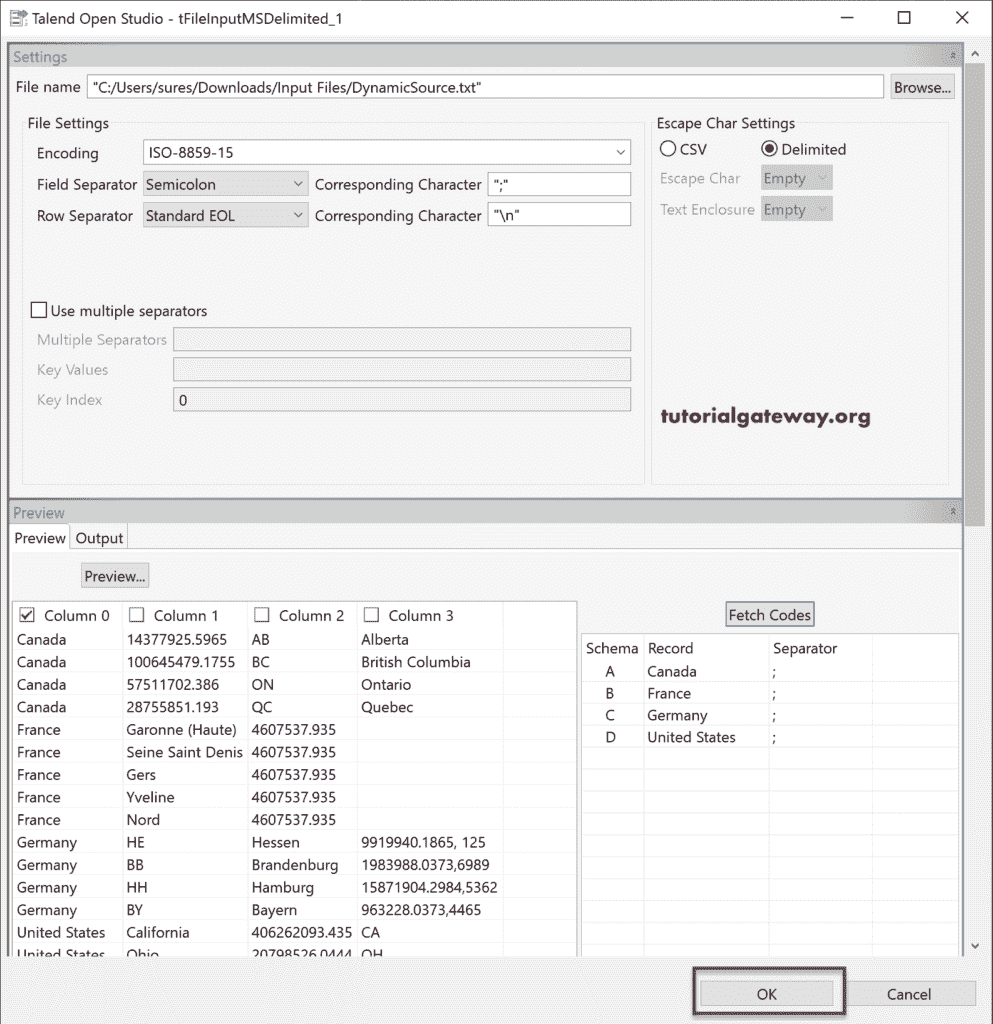 Talend Open Studio - tFileInputMSDelimited_1
Settings
File name "C:/Users/sures/Downloads/Input Files/DynamicSource.txt" Browse...
File Settings
Escape Char Settings
Encoding ISO-8859-15
CSV Delimited
Escape Char Empty
Field Separator Semicolon Corresponding Character ";"
Text Enclosure Empty
Row Separator Standard EOL Corresponding Character "\n"
Use multiple separators
Multiple Separators
Key Values
Key Index 0
tutorialgateway.org
Preview
Preview Output
Preview...
Fetch Codes
Column 0 Column 1 Column 2 Column 3
Canada 14377925.5965 AB Alberta
Canada 100645479.1755 BC British Columbia
Canada 57511702.386 ON Ontario
Canada 28755851.193 QC Quebec
France Garonne (Haute) 4607537.935
France Seine Saint Denis 4607537.935
France Gers 4607537.935
France Yveline 4607537.935
France Nord 4607537.935
Germany HE Hessen 9919940.1865, 125
Germany BB Brandenburg 1983988.0373,6989
Germany HH Hamburg 15871904.2984,5362
Germany BY Bayern 963228.0373,4465
United States California 406262093.435 CA
United States Ohio 20798526.0444 OH
Schema Record Separator
A Canada ;
B France ;
C Germany ;
D United States ;
OK Cancel